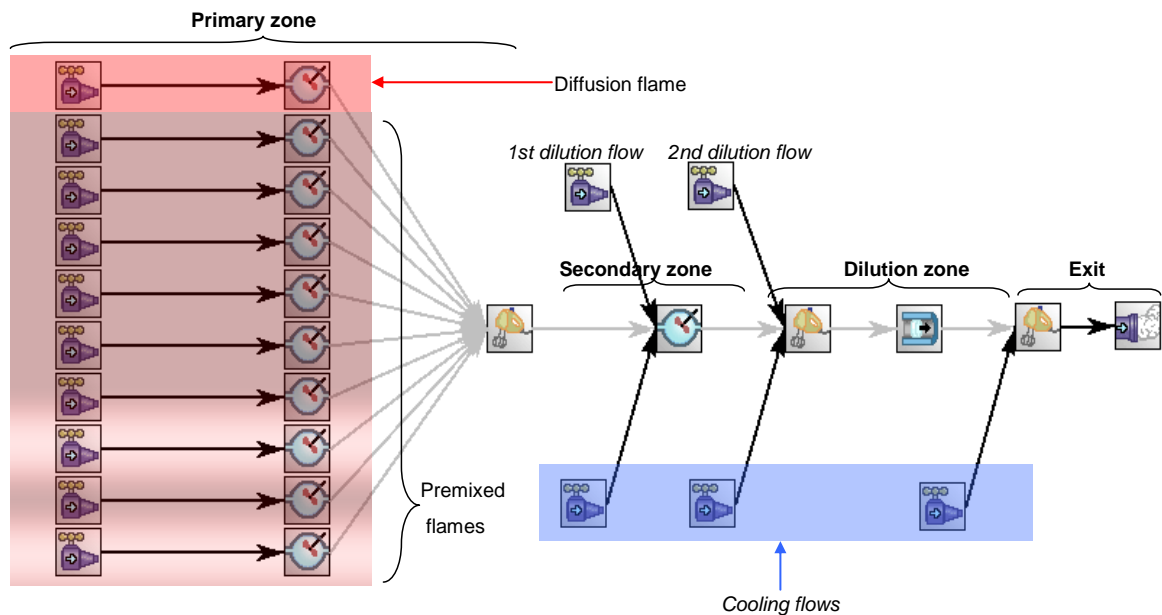 Primary zone
Diffusion flame
1st dilution flow
2nd dilution flow
Secondary zone
Dilution zone
Exit
Premixed
flames
Cooling flows